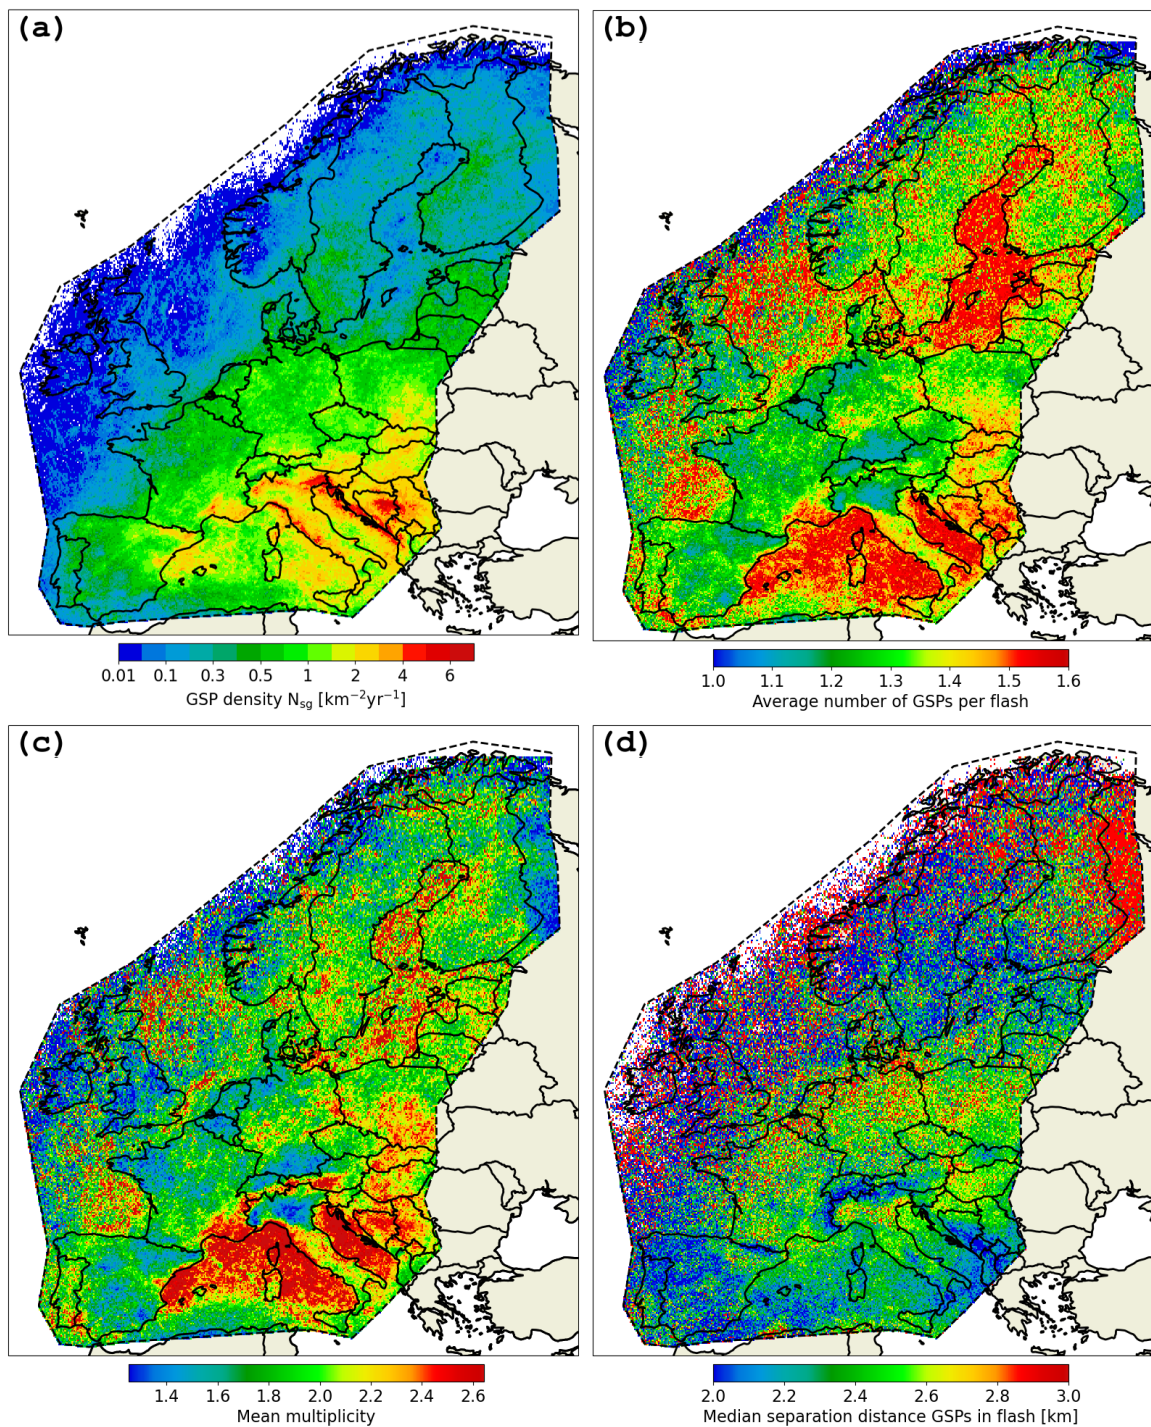 (a)
(b)
0.01 0.1 0.3 0.5 1 2 4 6
GSP density Nsg [km−2yr−1]
1.0 1.1 1.2 1.3 1.4 1.5 1.6
Average number of GSPs per flash
(c)
(d)
1.4 1.6 1.8 2.0 2.2 2.4 2.6
Mean multiplicity
2.0 2.2 2.4 2.6 2.8 3.0
Median separation distance GSPs in flash [km]